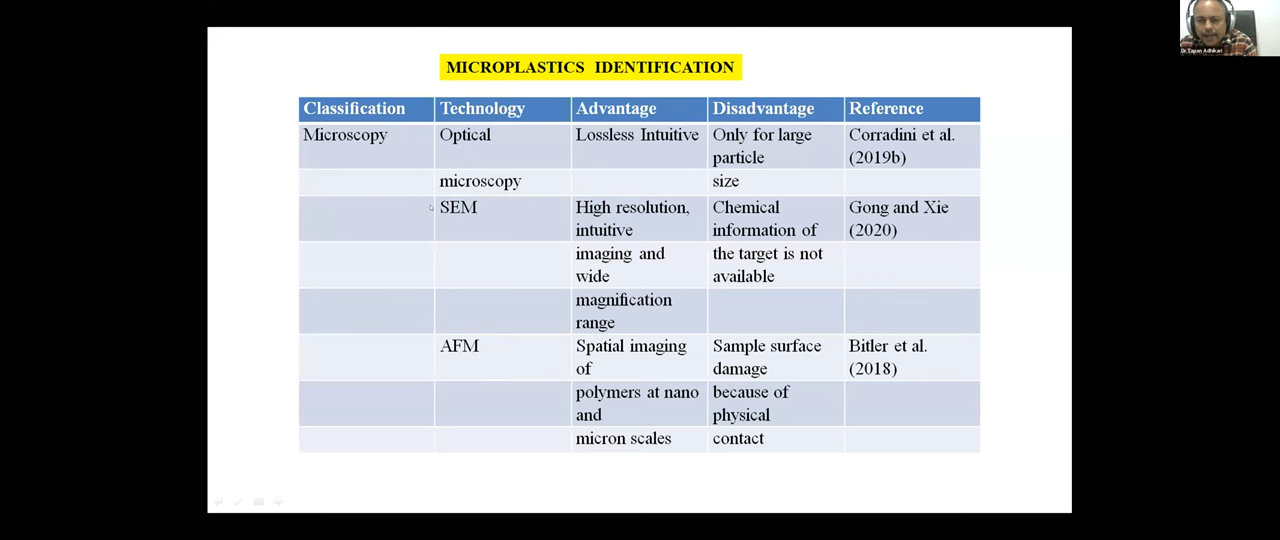 MICROPLASTICS IDENTIFICATION
Classification Technology Advantage Disadvantage Reference
Microscopy Optical Lossless Intuitive Only for large particle Corradini et al. (2019b)
microscopy size
SEM High resolution, intuitive Chemical information of Gong and Xie (2020)
imaging and wide the target is not available
magnification range
AFM Spatial imaging of Sample surface damage Bitler et al. (2018)
polymers at nano and because of physical
micron scales contact
Dr.Tapan Adhikari